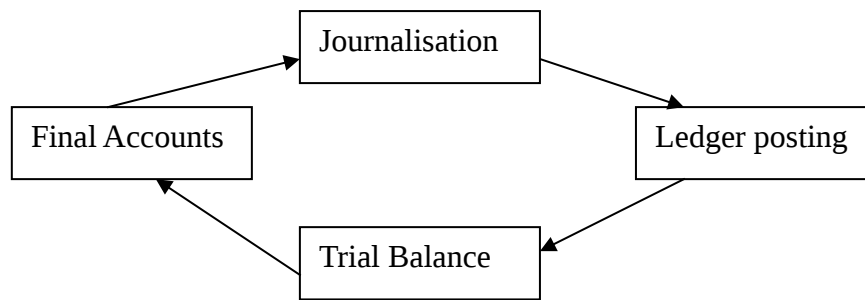 Journalisation
Final Accounts
Ledger posting
Trial Balance